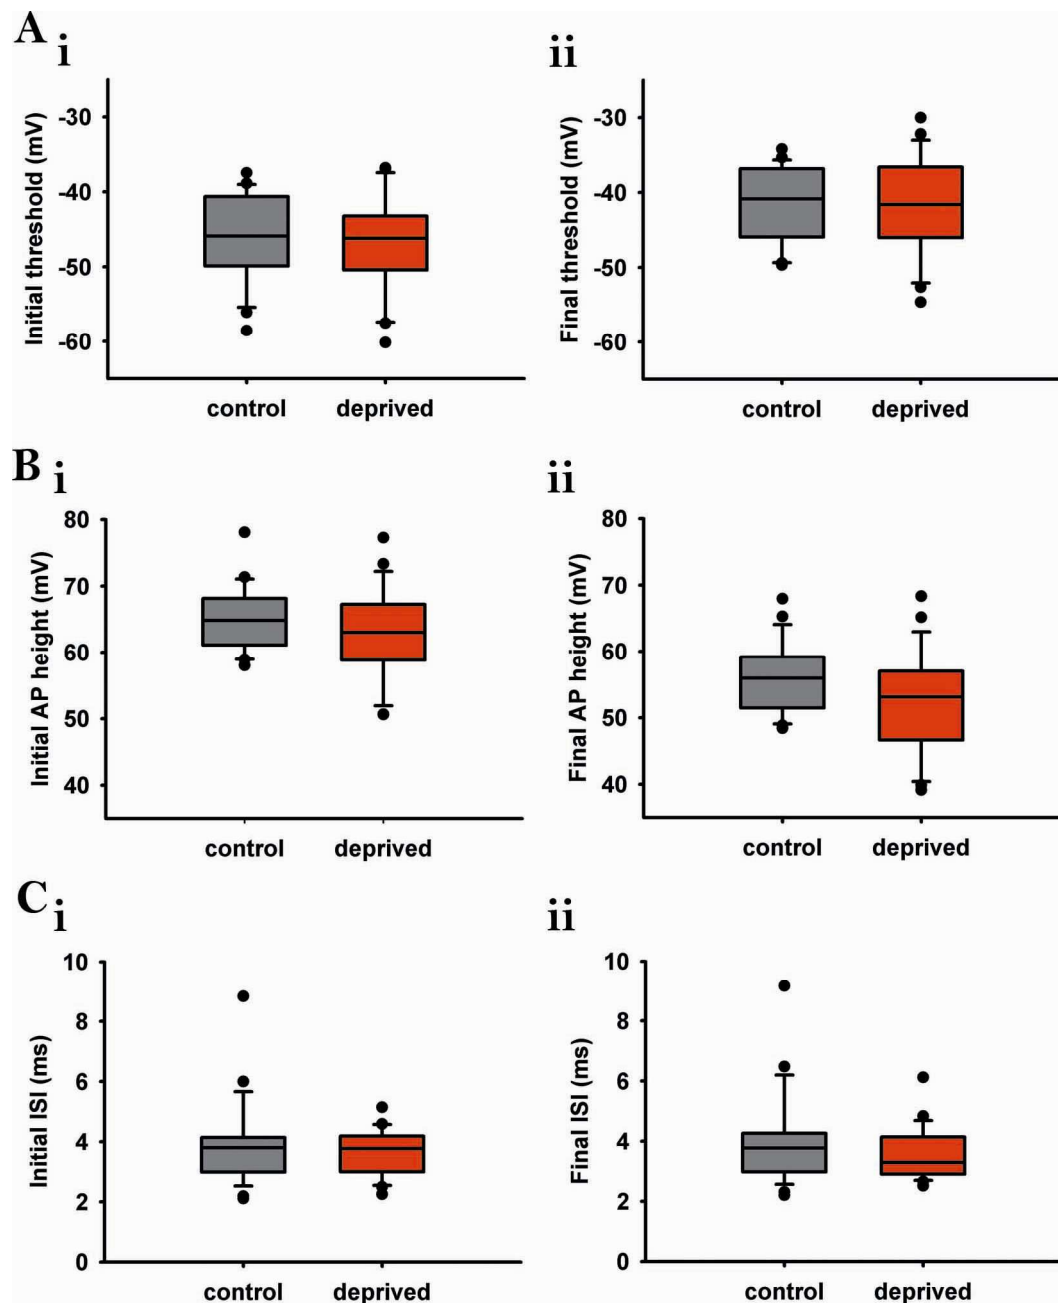 A
i
ii
Initial threshold (mV)
-30
-40
-50
-60
control
deprived
Final threshold (mV)
-30
-40
-50
-60
control
deprived
B
i
ii
Initial AP height (mV)
80
70
60
50
40
control
deprived
Final AP height (mV)
80
70
60
50
40
control
deprived
C
i
ii
Initial ISI (ms)
10
8
6
4
2
0
control
deprived
Final ISI (ms)
10
8
6
4
2
0
control
deprived